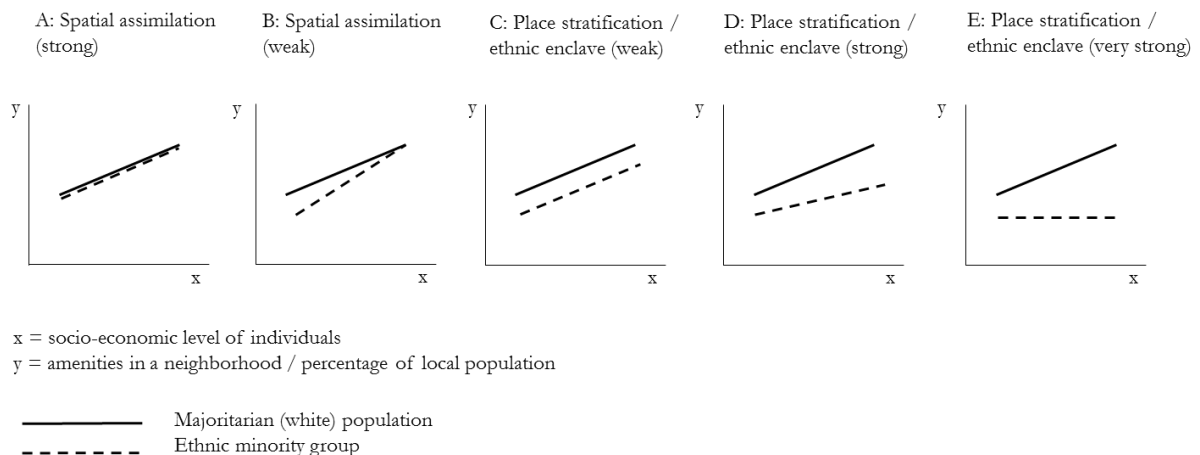 A: Spatial assimilation
(strong)
B: Spatial assimilation
(weak)
C: Place stratification /
ethnic enclave (weak)
D: Place stratification /
ethnic enclave (strong)
E: Place stratification /
ethnic enclave (very strong)
y
x
y
x
y
x
y
x
y
x
x = socio-economic level of individuals
y = amenities in a neighborhood / percentage of local population
Majoritarian (white) population
Ethnic minority group